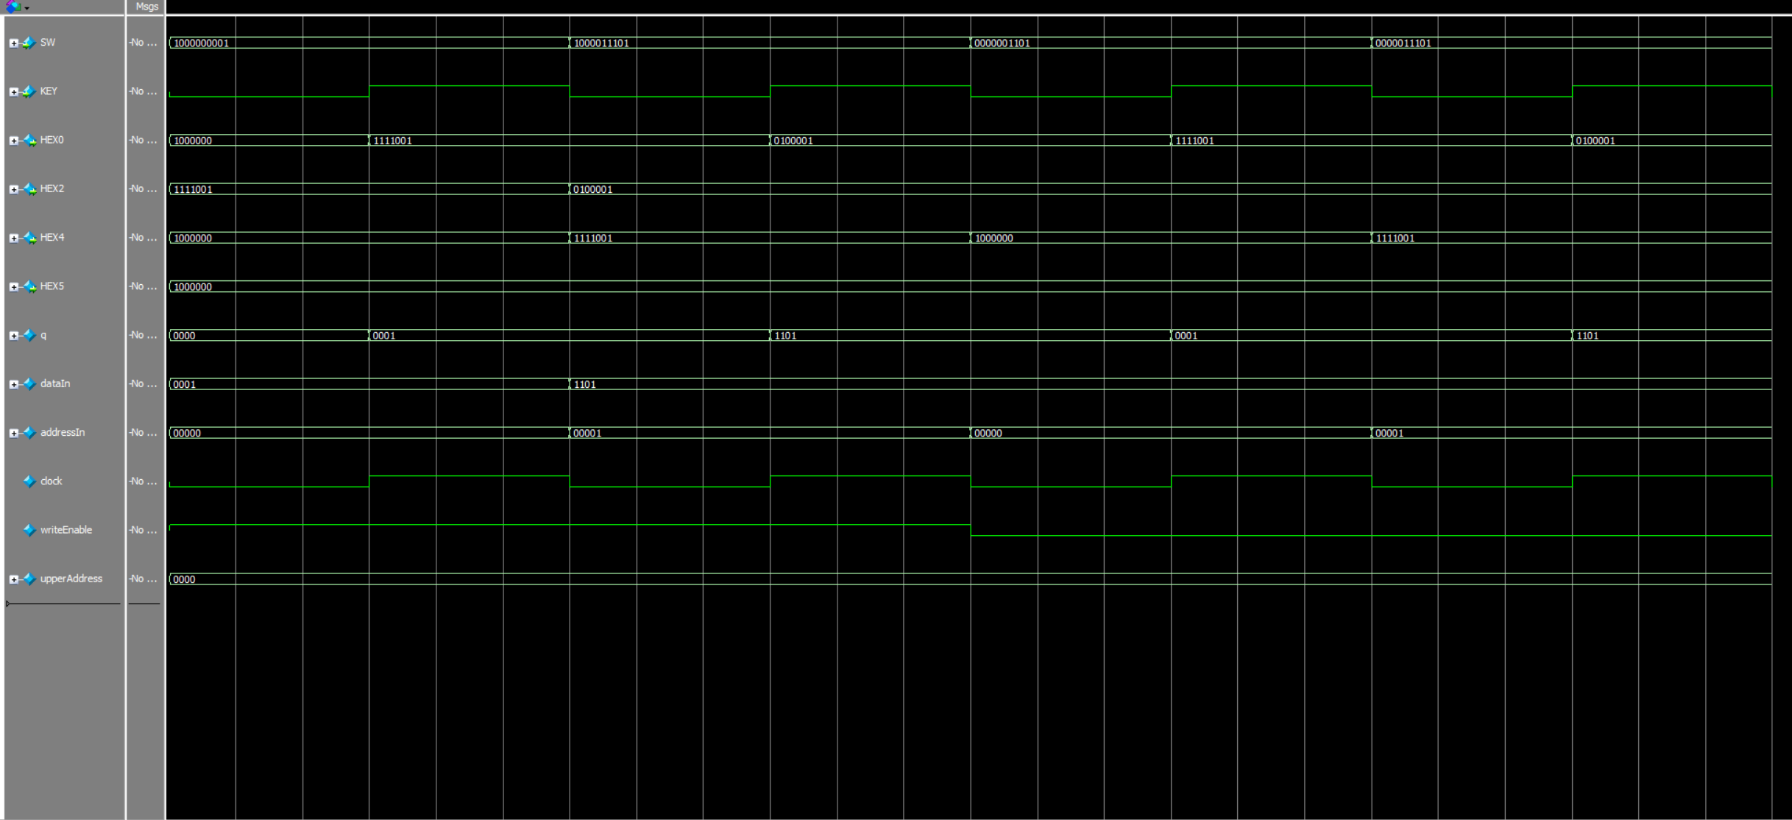 Msgs
SW -No ... 1000000001 1000011101 0000001101 0000011101
KEY -No ...
HEX0 -No ... 1000000 1111001 0100001 1111001 0100001
HEX2 -No ... 1111001 0100001
HEX4 -No ... 1000000 1111001 1000000 1111001
HEX5 -No ... 1000000
q -No ... 0000 0001 1101 0001 1101
dataIn -No ... 0001 1101
addressIn -No ... 00000 00001 00000 00001
clock -No ...
writeEnable -No ...
upperAddress -No ... 0000